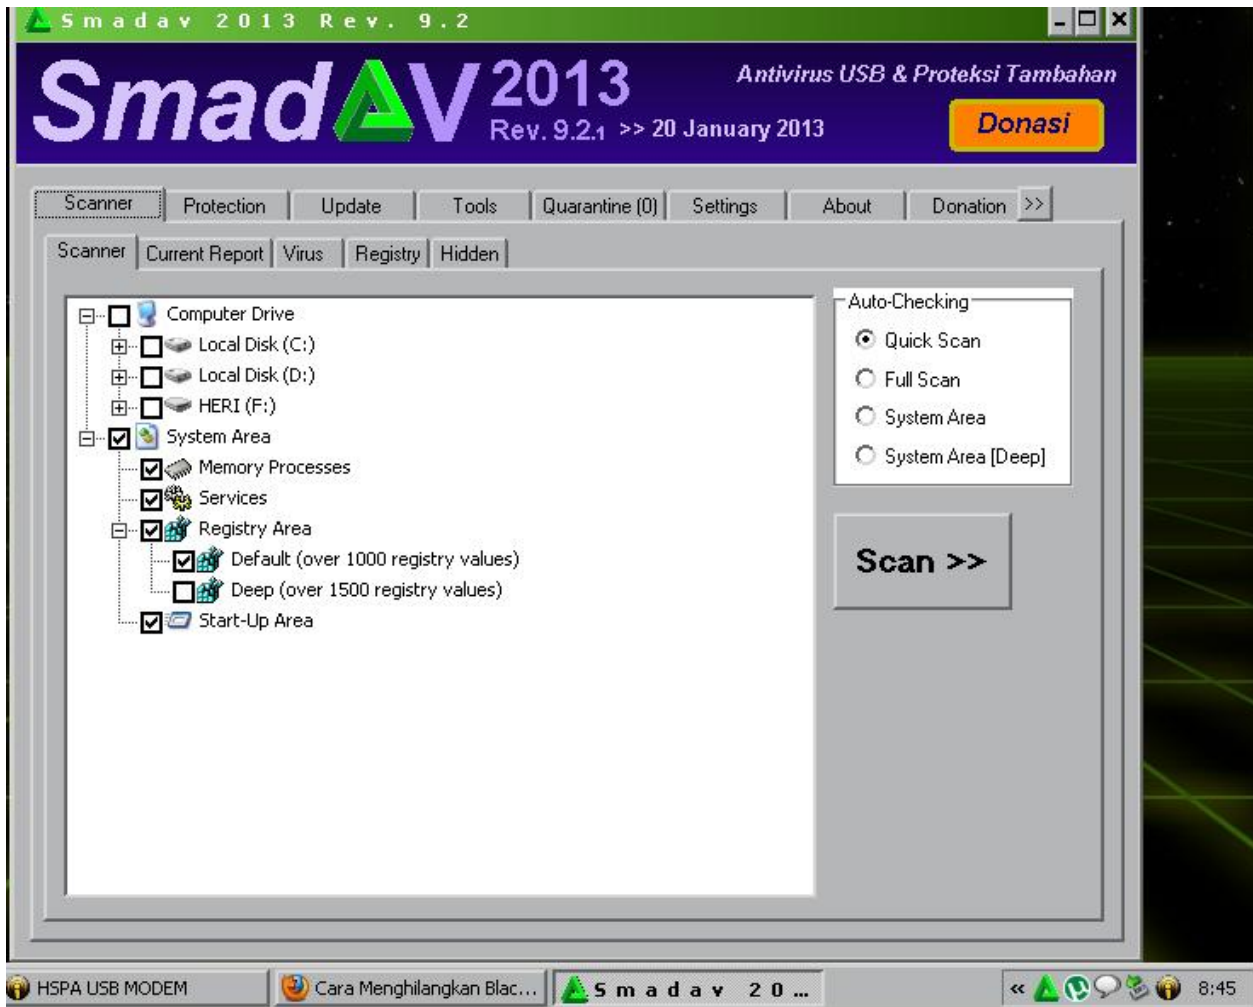 Smadav 2013 Rev. 9.2
SmadAV 2013
Antivirus USB & Proteksi Tambahan
Rev. 9.2.1 >> 20 January 2013
Donasi
Scanner Protection Update Tools Quarantine (0) Settings About Donation >>
Scanner Current Report Virus Registry Hidden
Computer Drive
Local Disk (C:)
Local Disk (D:)
HERI (F:)
System Area
Memory Processes
Services
Registry Area
Default (over 1000 registry values)
Deep (over 1500 registry values)
Start-Up Area
Auto-Checking
Quick Scan
Full Scan
System Area
System Area [Deep]
Scan >>
HSPA USB MODEM
Cara Menghilangkan Blac...
Smadav 20...
«
8:45